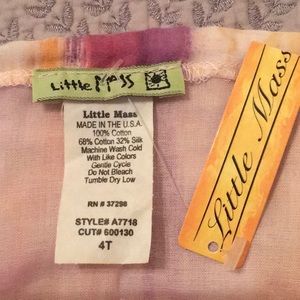 Little Mass
Little Mass
MADE IN THE U.S.A.
100% Cotton
68% Cotton 32% Silk
Machine Wash Cold
With Like Colors
Gentle Cycle
Do Not Bleach
Tumble Dry Low
RN # 37298
STYLE# A7718
CUT# 600130
4T
Little Mass